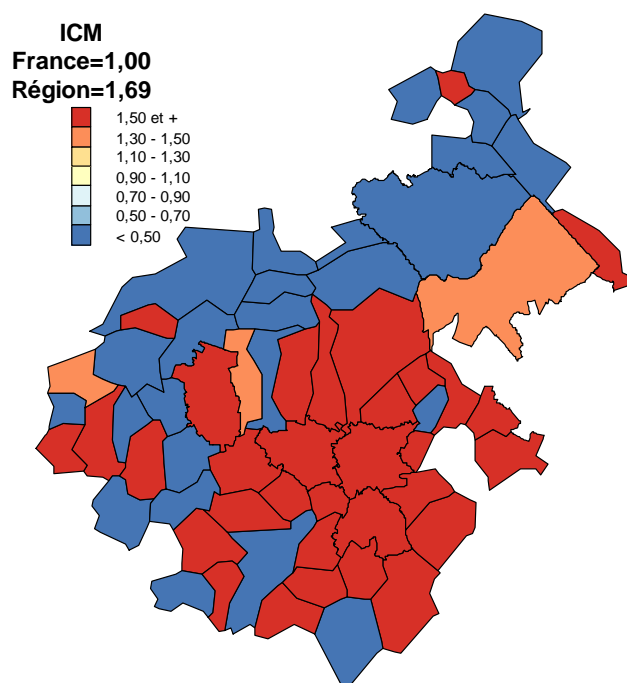 ICM
France=1,00
Région=1,69
1,50 et +
1,30 - 1,50
1,10 - 1,30
0,90 - 1,10
0,70 - 0,90
0,50 - 0,70
< 0,50